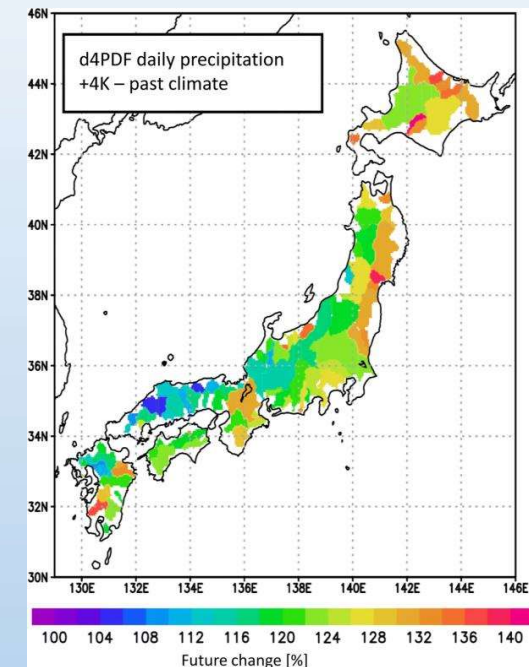 46N
d4PDF daily precipitation
+4K – past climate
44N
42N
40N
38N
36N
34N
32N
30N
130E 132E 134E 136E 138E 140E 142E 144E 146E
100 104 108 112 116 120 124 128 132 136 140
Future change [%]